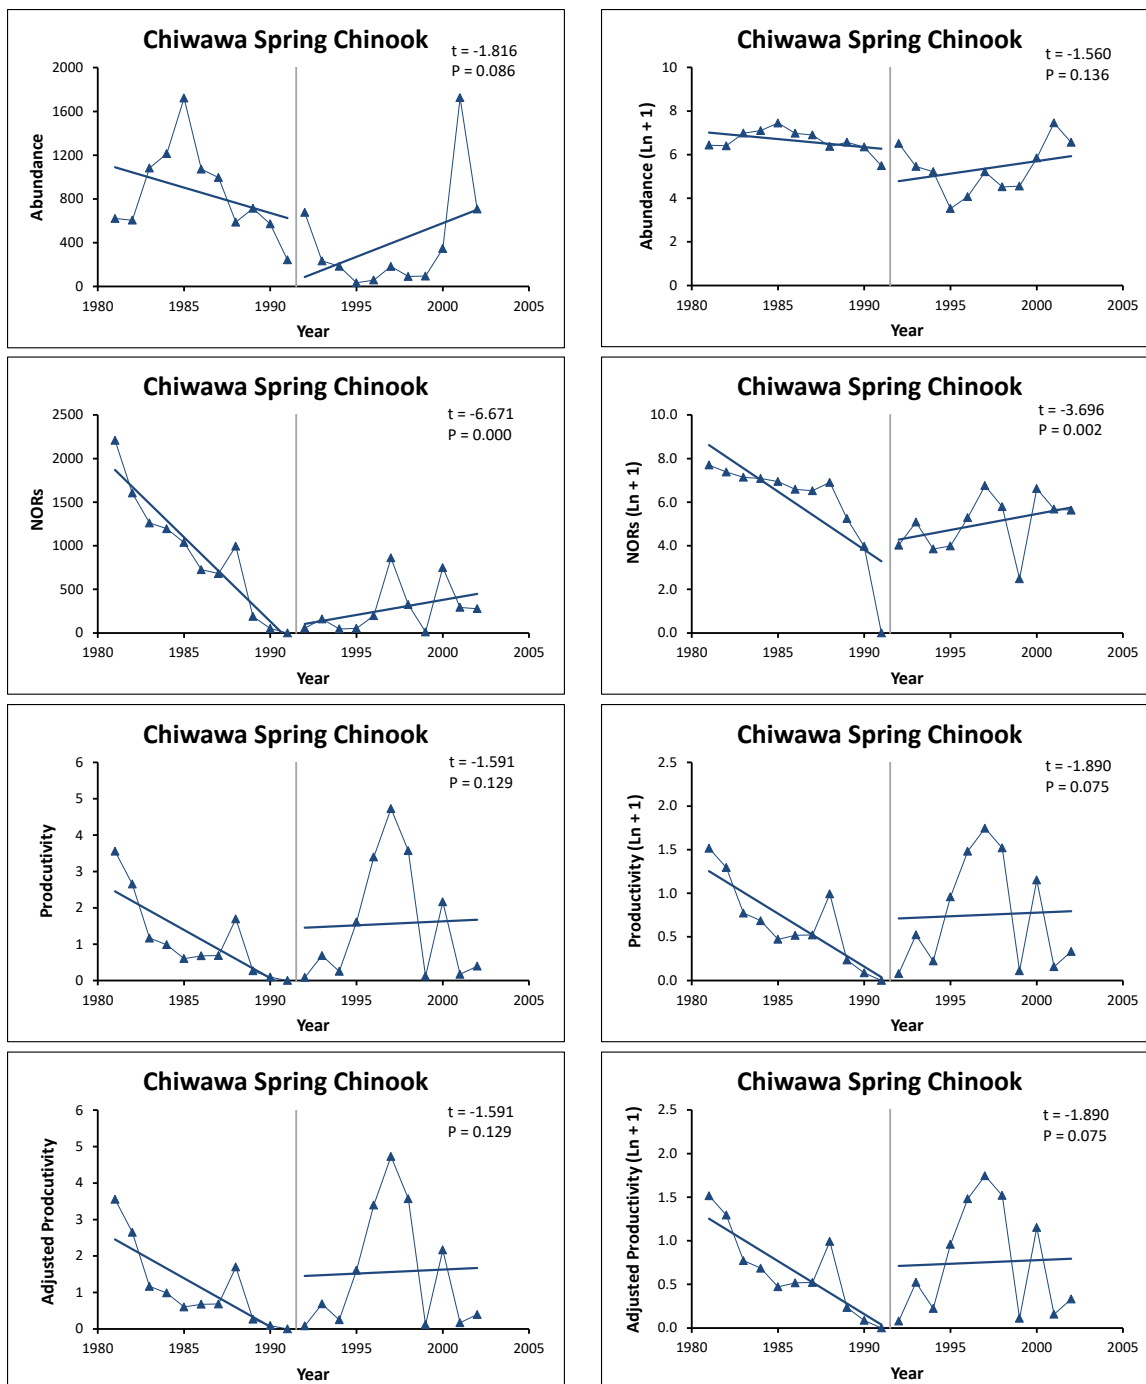 Chiwawa Spring Chinook
t = -1.816
P = 0.086
Abundance
2000
1600
1200
800
400
0
1980 1985 1990 1995 2000 2005
Year
Chiwawa Spring Chinook
t = -1.560
P = 0.136
Abundance (Ln + 1)
10
8
6
4
2
0
1980 1985 1990 1995 2000 2005
Year
Chiwawa Spring Chinook
t = -6.671
P = 0.000
NORs
2500
2000
1500
1000
500
0
1980 1985 1990 1995 2000 2005
Year
Chiwawa Spring Chinook
t = -3.696
P = 0.002
NORs (Ln + 1)
10.0
8.0
6.0
4.0
2.0
0.0
1980 1985 1990 1995 2000 2005
Year
Chiwawa Spring Chinook
t = -1.591
P = 0.129
Prodcutivity
6
5
4
3
2
1
0
1980 1985 1990 1995 2000 2005
Year
Chiwawa Spring Chinook
t = -1.890
P = 0.075
Productivity (Ln + 1)
2.5
2.0
1.5
1.0
0.5
0.0
1980 1985 1990 1995 2000 2005
Year
Chiwawa Spring Chinook
t = -1.591
P = 0.129
Adjusted Prodcutivity
6
5
4
3
2
1
0
1980 1985 1990 1995 2000 2005
Year
Chiwawa Spring Chinook
t = -1.890
P = 0.075
Adjusted Productivity (Ln + 1)
2.5
2.0
1.5
1.0
0.5
0.0
1980 1985 1990 1995 2000 2005
Year